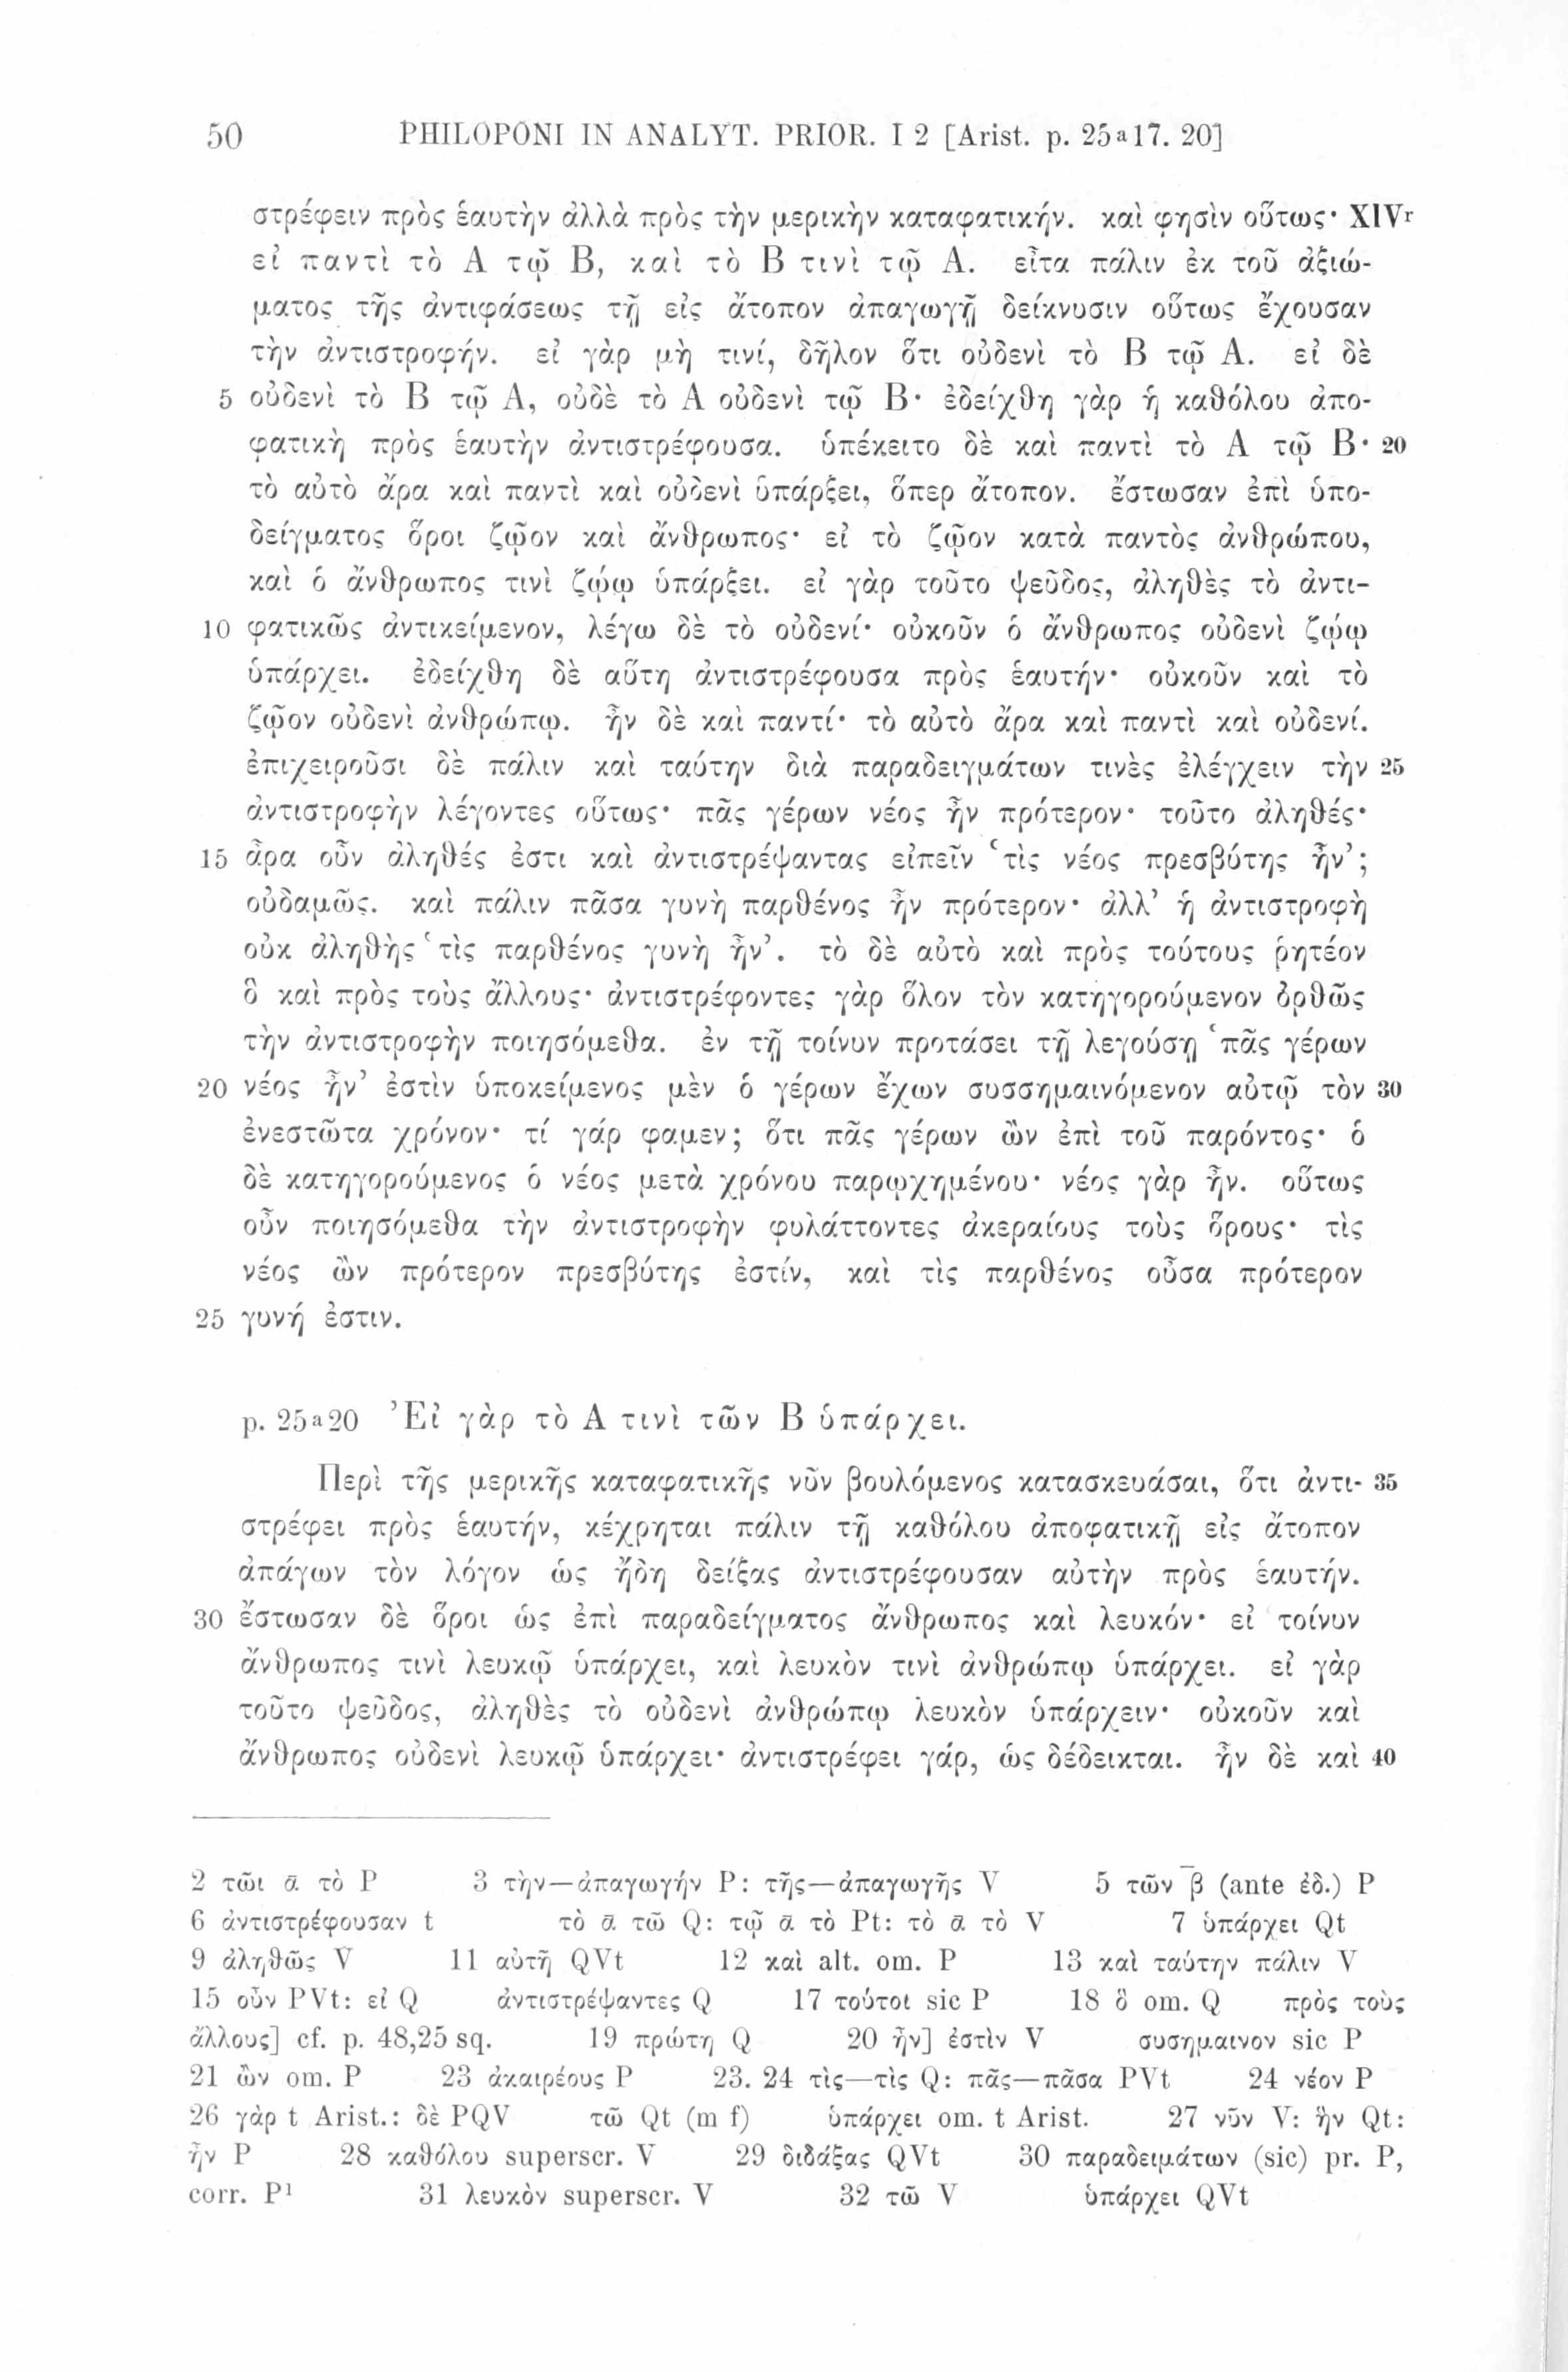 50 PHILOPONI IN ANALYT. PRIOR. I 2 [Arist. p. 25ᵃ17. 20]
στρέφειν πρὸς ἑαυτὴν ἀλλὰ πρὸς τὴν μερικὴν καταφατικήν. καὶ φησὶν οὕτως· XIVʳ
εἰ παντὶ τὸ Α τῷ Β, καὶ τὸ Β τινὶ τῷ Α. εἶτα πάλιν ἐκ τοῦ ἀξιώ-
ματος τῆς ἀντιφάσεως τῇ εἰς ἄτοπον ἀπαγωγῇ δείκνυσιν οὕτως ἔχουσαν
τὴν ἀντιστροφήν. εἰ γὰρ μὴ τινί, δῆλον ὅτι οὐδενὶ τὸ Β τῷ Α. εἰ δὲ
5 οὐδενὶ τὸ Β τῷ Α, οὐδὲ τὸ Α οὐδενὶ τῷ Β· ἐδείχθη γὰρ ἡ καθόλου ἀπο-
φατικὴ πρὸς ἑαυτὴν ἀντιστρέφουσα. ὑπέκειτο δὲ καὶ παντὶ τὸ Α τῷ Β· 20
τὸ αὐτὸ ἄρα καὶ παντὶ καὶ οὐδενὶ ὑπάρξει, ὅπερ ἄτοπον. ἔστωσαν ἐπὶ ὑπο-
δείγματος ὅροι ζῷον καὶ ἄνθρωπος· εἰ τὸ ζῷον κατὰ παντὸς ἀνθρώπου,
καὶ ὁ ἄνθρωπος τινὶ ζῴῳ ὑπάρξει. εἰ γὰρ τοῦτο ψεῦδος, ἀληθὲς τὸ ἀντι-
10 φατικῶς ἀντικείμενον, λέγω δὲ τὸ οὐδενί· οὐκοῦν ὁ ἄνθρωπος οὐδενὶ ζῴῳ
ὑπάρχει. ἐδείχθη δὲ αὕτη ἀντιστρέφουσα πρὸς ἑαυτήν· οὐκοῦν καὶ τὸ
ζῷον οὐδενὶ ἀνθρώπῳ. ἦν δὲ καὶ παντί· τὸ αὐτὸ ἄρα καὶ παντὶ καὶ οὐδενί.
ἐπιχειροῦσι δὲ πάλιν καὶ ταύτην διὰ παραδειγμάτων τινὲς ἐλέγχειν τὴν 25
ἀντιστροφὴν λέγοντες οὕτως· πᾶς γέρων νέος ἦν πρότερον· τοῦτο ἀληθές·
15 ἆρα οὖν ἀληθές ἐστι καὶ ἀντιστρέψαντας εἰπεῖν ‘τὶς νέος πρεσβύτης ἦν’;
οὐδαμῶς. καὶ πάλιν πᾶσα γυνὴ παρθένος ἦν πρότερον· ἀλλ’ ἡ ἀντιστροφὴ
οὐκ ἀληθὴς ‘τὶς παρθένος γυνὴ ἦν’. τὸ δὲ αὐτὸ καὶ πρὸς τούτους ῥητέον
ὃ καὶ πρὸς τοὺς ἄλλους· ἀντιστρέφοντες γὰρ ὅλον τὸν κατηγορούμενον ὀρθῶς
τὴν ἀντιστροφὴν ποιησόμεθα. ἐν τῇ τοίνυν προτάσει τῇ λεγούσῃ ‘πᾶς γέρων
20 νέος ἦν’ ἐστὶν ὑποκείμενος μὲν ὁ γέρων ἔχων συσσημαινόμενον αὐτῷ τὸν 30
ἐνεστῶτα χρόνον· τί γάρ φαμεν; ὅτι πᾶς γέρων ὢν ἐπὶ τοῦ παρόντος· ὁ
δὲ κατηγορούμενος ὁ νέος μετὰ χρόνου παρῳχημένου· νέος γὰρ ἦν. οὕτως
οὖν ποιησόμεθα τὴν ἀντιστροφὴν φυλάττοντες ἀκεραίους τοὺς ὅρους· τὶς
νέος ὢν πρότερον πρεσβύτης ἐστίν, καὶ τὶς παρθένος οὖσα πρότερον
25 γυνή ἐστιν.
p. 25ᵃ20 Ἐἰ γὰρ τὸ Α τινὶ τῶν Β ὑπάρχει.
Περὶ τῆς μερικῆς καταφατικῆς νῦν βουλόμενος κατασκευάσαι, ὅτι ἀντι- 35
στρέφει πρὸς ἑαυτήν, κέχρηται πάλιν τῇ καθόλου ἀποφατικῇ εἰς ἄτοπον
ἀπάγων τὸν λόγον ὡς ἤδη δείξας ἀντιστρέφουσαν αὐτὴν πρὸς ἑαυτήν.
30 ἔστωσαν δὲ ὅροι ὡς ἐπὶ παραδείγματος ἄνθρωπος καὶ λευκόν· εἰ τοίνυν
ἄνθρωπος τινὶ λευκῷ ὑπάρχει, καὶ λευκὸν τινὶ ἀνθρώπῳ ὑπάρχει. εἰ γὰρ
τοῦτο ψεῦδος, ἀληθὲς τὸ οὐδενὶ ἀνθρώπῳ λευκὸν ὑπάρχειν· οὐκοῦν καὶ
ἄνθρωπος οὐδενὶ λευκῷ ὑπάρχει· ἀντιστρέφει γάρ, ὡς δέδεικται. ἦν δὲ καὶ 40
2 τῶι ᾱ τὸ P 3 τὴν—ἀπαγωγήν P: τῆς—ἀπαγωγῆς V 5 τῶν β̄ (ante ἐδ.) P
6 ἀντιστρέφουσαν t τὸ ᾱ τῶ Q: τῷ ᾱ τὸ Pt: τὸ ᾱ τὸ V 7 ὑπάρχει Qt
9 ἀληθῶς V 11 αὐτῆ QVt 12 καὶ alt. om. P 13 καὶ ταύτην πάλιν V
15 οὖν PVt: εἰ Q ἀντιστρέψαντες Q 17 τούτοι sic P 18 ὃ om. Q πρὸς τοὺς
ἄλλους] cf. p. 48,25 sq. 19 πρώτη Q 20 ἦν] ἐστὶν V συσημαινον sic P
21 ὢν om. P 23 ἀκαιρέους P 23. 24 τὶς—τὶς Q: πᾶς—πᾶσα PVt 24 νέον P
26 γὰρ t Arist.: δὲ PQV τῶ Qt (m f) ὑπάρχει om. t Arist. 27 νῦν V: ἣν Qt:
ἦν P 28 καθόλου superscr. V 29 διδάξας QVt 30 παραδειμάτων (sic) pr. P,
corr. P¹ 31 λευκὸν superscr. V 32 τῶ V ὑπάρχει QVt